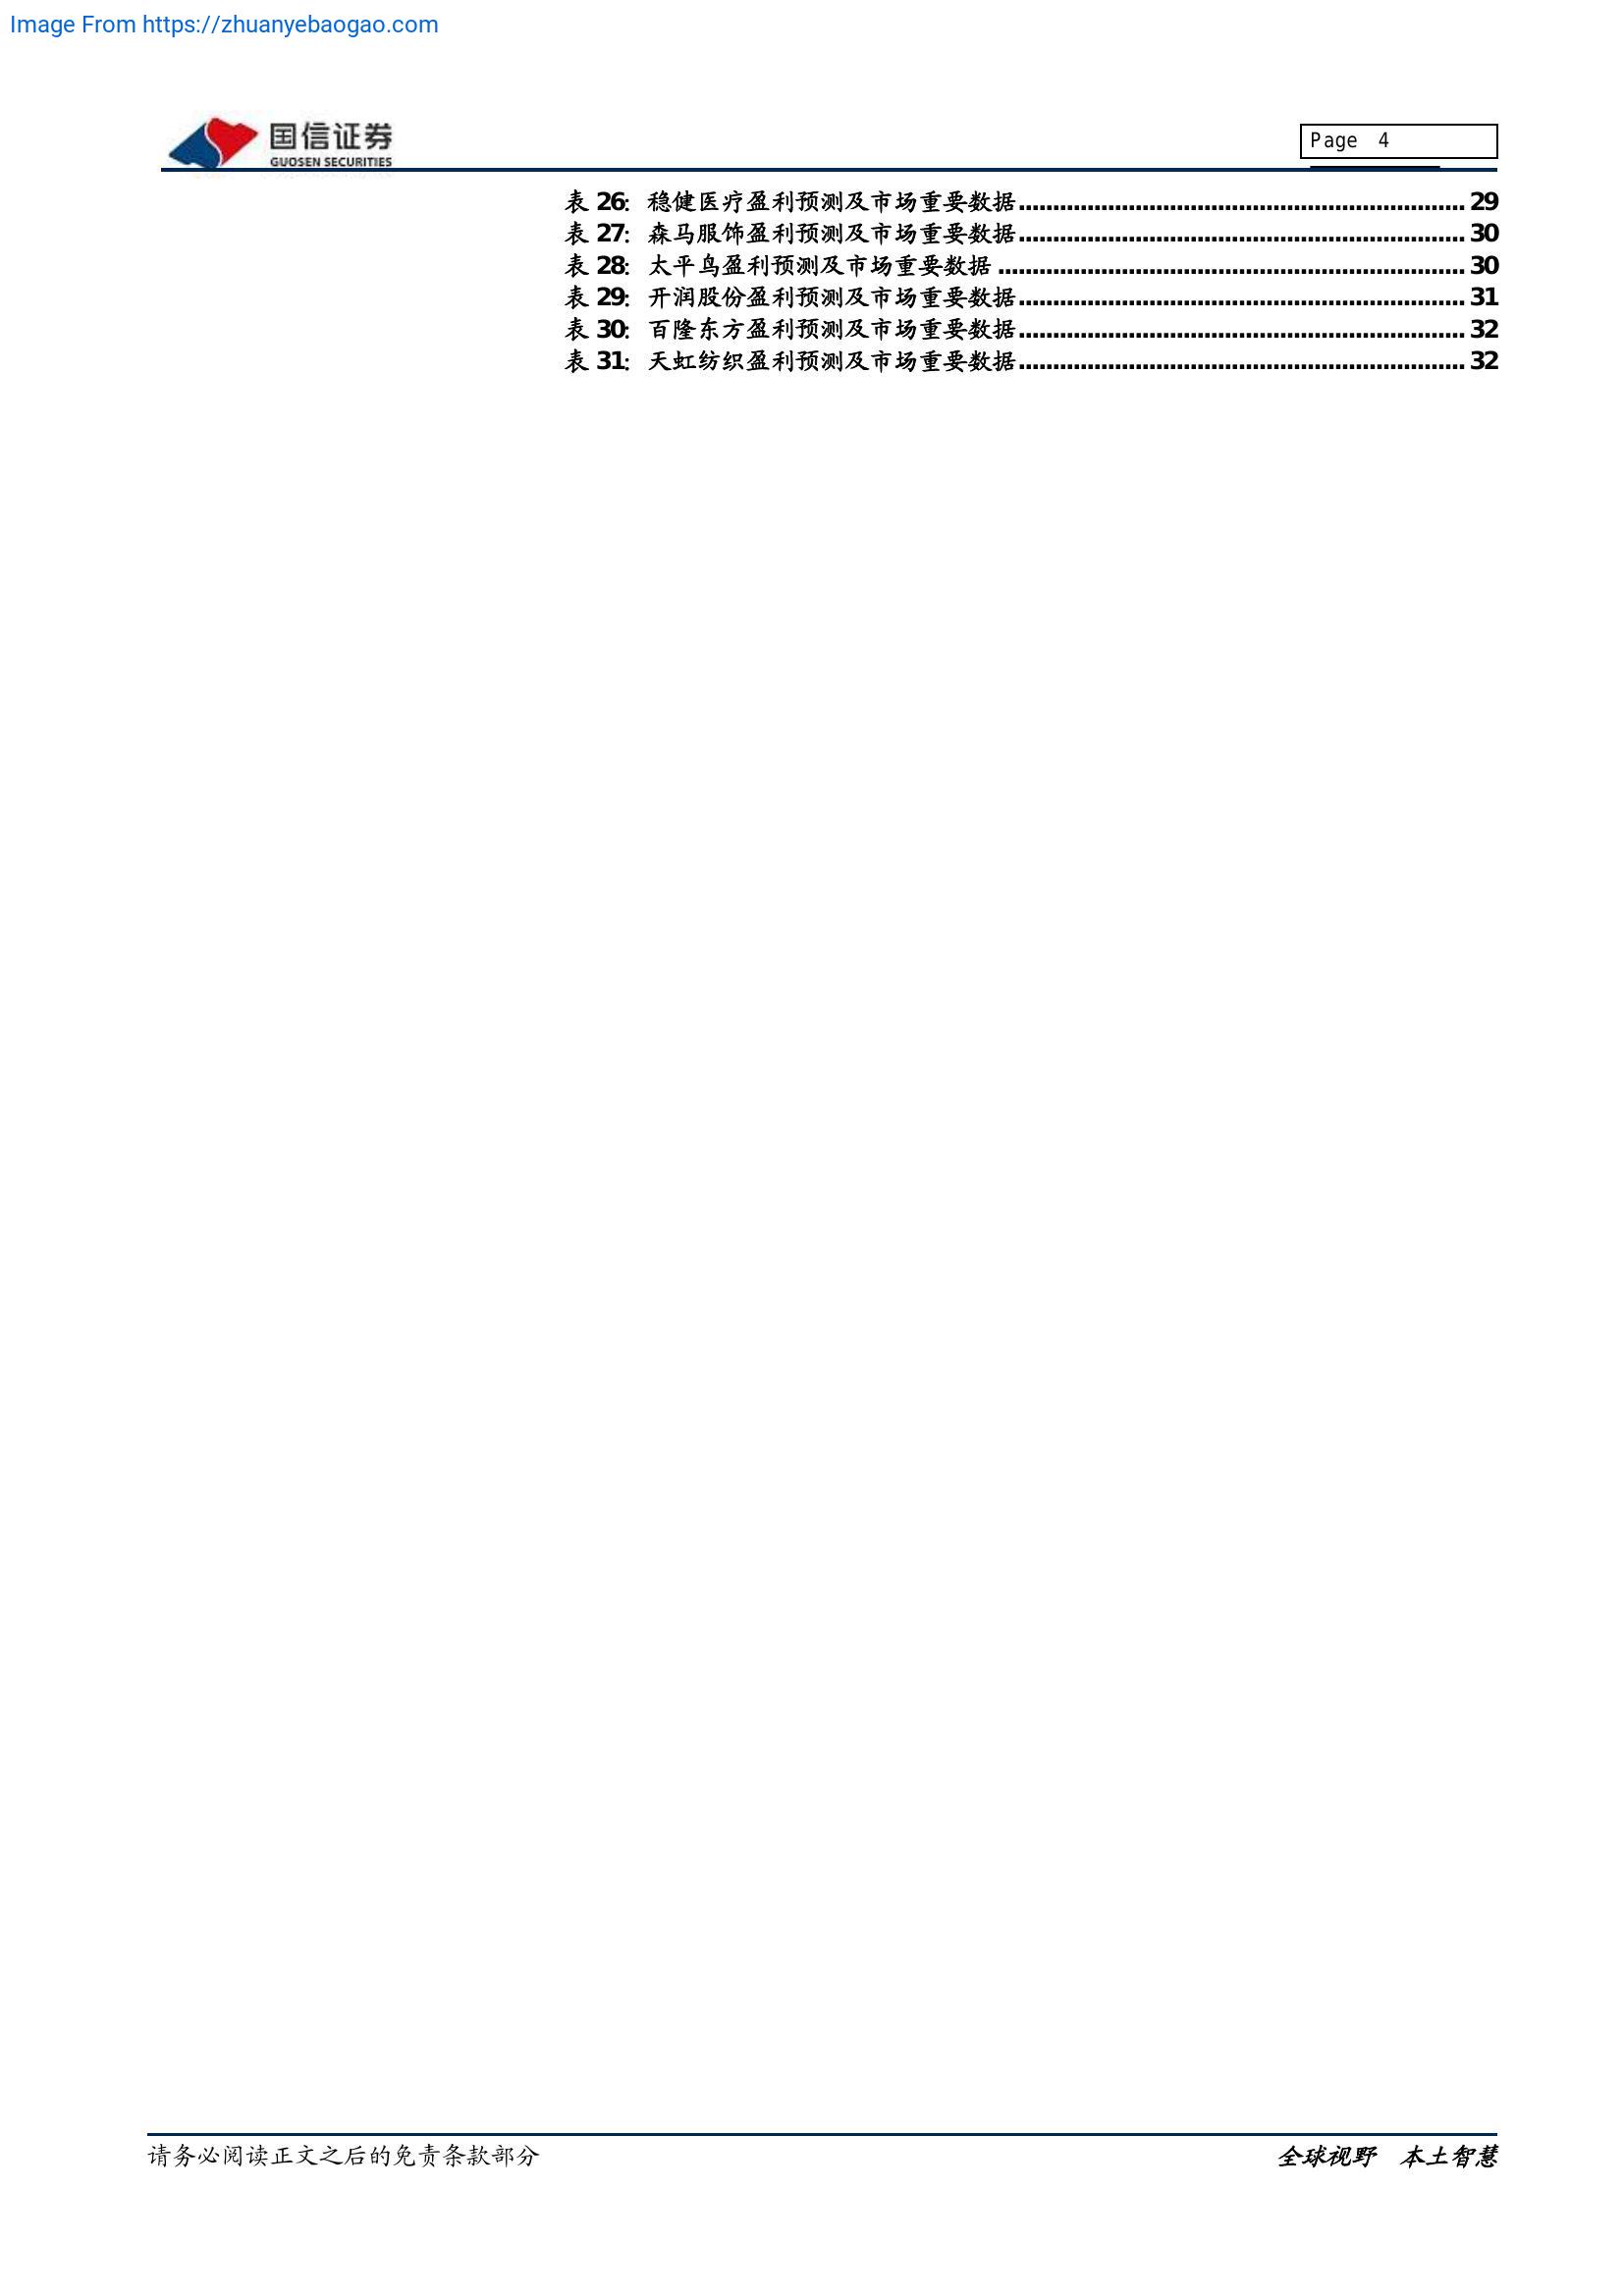 Image From https://zhuanyebaogao.com
国信证券
GUOSEN SECURITIES
Page 4
表 26: 稳健医疗盈利预测及市场重要数据................................................................. 29
表 27: 森马服饰盈利预测及市场重要数据................................................................. 30
表 28: 太平鸟盈利预测及市场重要数据 .................................................................... 30
表 29: 开润股份盈利预测及市场重要数据................................................................. 31
表 30: 百隆东方盈利预测及市场重要数据................................................................. 32
表 31: 天虹纺织盈利预测及市场重要数据................................................................. 32
请务必阅读正文之后的免责条款部分
全球视野 本土智慧